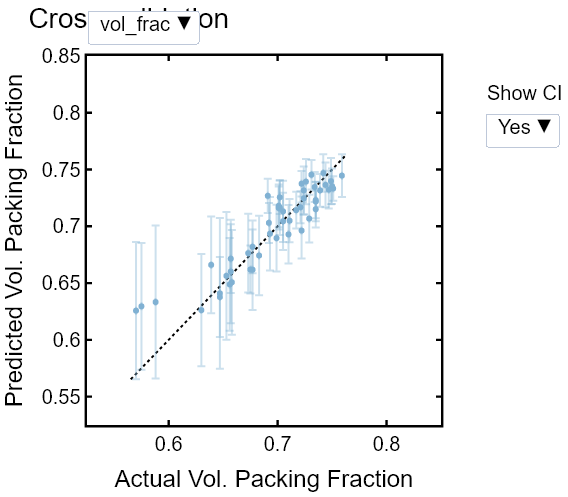 Cros
on
vol_frac ▼
0.85
0.8
0.75
0.7
0.65
0.6
0.55
Predicted Vol. Packing Fraction
0.6 0.7 0.8
Actual Vol. Packing Fraction
Show CI
Yes ▼